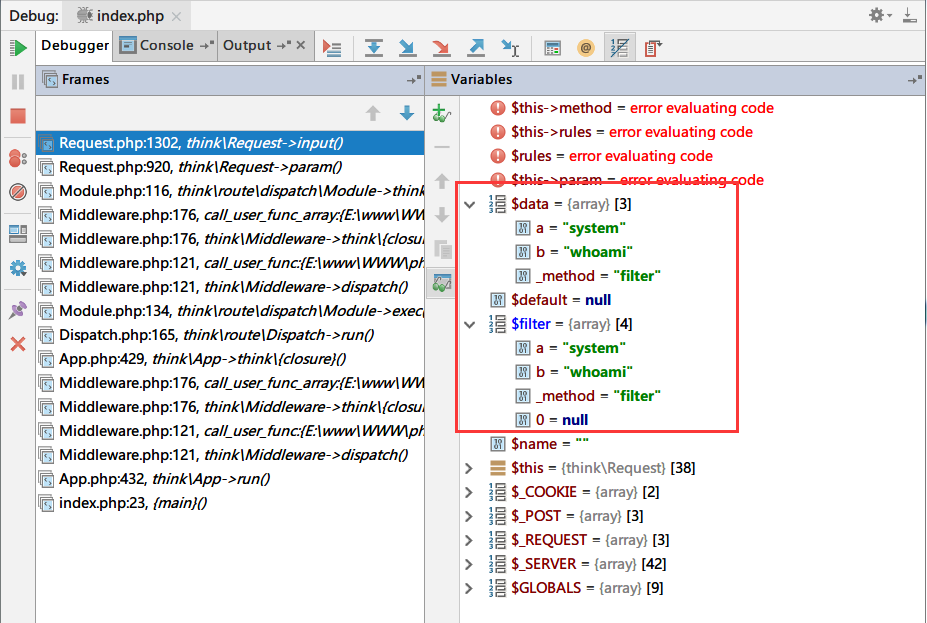 Debug: index.php
Debugger Console Output
Frames
Request.php:1302, think\Request->input()
Request.php:920, think\Request->param()
Module.php:116, think\route\dispatch\Module->think
Middleware.php:176, call_user_func_array:{E:\www\WW
Middleware.php:176, think\Middleware->think\{closu
Middleware.php:121, call_user_func:{E:\www\WWW\ph
Middleware.php:121, think\Middleware->dispatch()
Module.php:134, think\route\dispatch\Module->exec
Dispatch.php:165, think\route\Dispatch->run()
App.php:429, think\App->think\{closure}()
Middleware.php:176, call_user_func_array:{E:\www\WW
Middleware.php:176, think\Middleware->think\{closu
Middleware.php:121, call_user_func:{E:\www\WWW\ph
Middleware.php:121, think\Middleware->dispatch()
App.php:432, think\App->run()
index.php:23, {main}()
Variables
$this->method = error evaluating code
$this->rules = error evaluating code
$rules = error evaluating code
$this->param = error evaluating code
$data = {array} [3]
a = "system"
b = "whoami"
_method = "filter"
$default = null
$filter = {array} [4]
a = "system"
b = "whoami"
_method = "filter"
0 = null
$name = ""
$this = {think\Request} [38]
$_COOKIE = {array} [2]
$_POST = {array} [3]
$_REQUEST = {array} [3]
$_SERVER = {array} [42]
$GLOBALS = {array} [9]